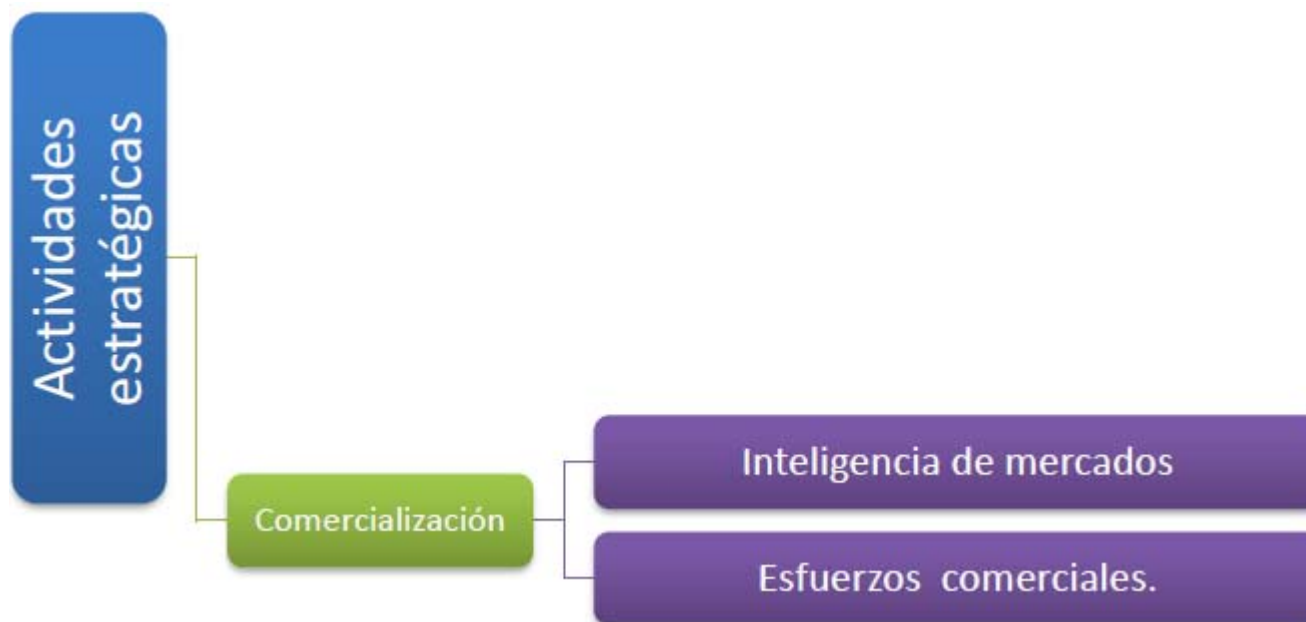 Actividades
estratégicas
Comercialización
Inteligencia de mercados
Esfuerzos comerciales.